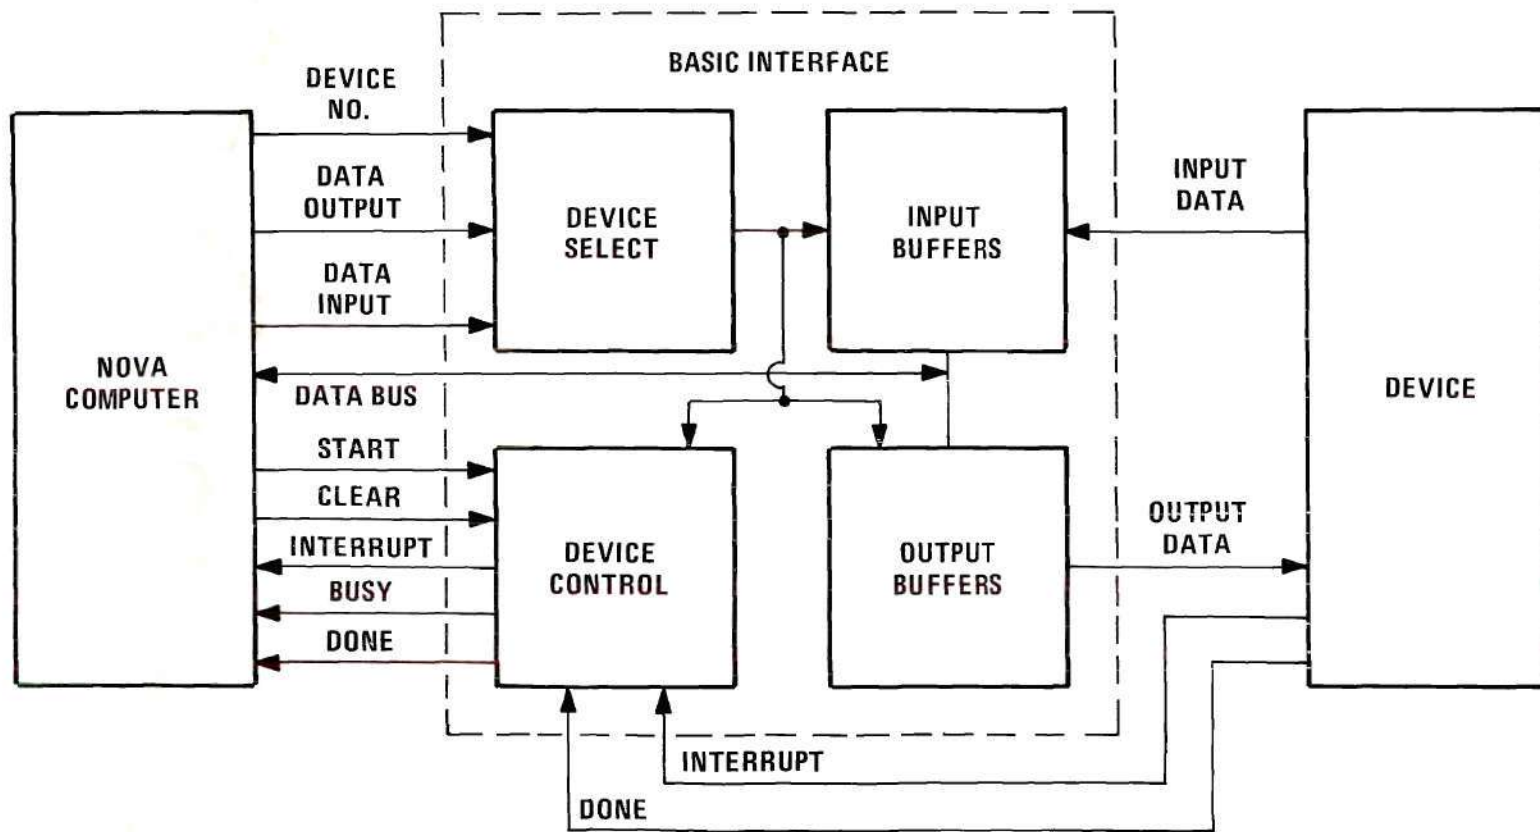 BASIC INTERFACE
DEVICE
NO.
DATA
OUTPUT
DATA
INPUT
DEVICE
SELECT
INPUT
BUFFERS
INPUT
DATA
NOVA
COMPUTER
DATA BUS
DEVICE
START
CLEAR
INTERRUPT
BUSY
DONE
DEVICE
CONTROL
OUTPUT
BUFFERS
OUTPUT
DATA
INTERRUPT
DONE